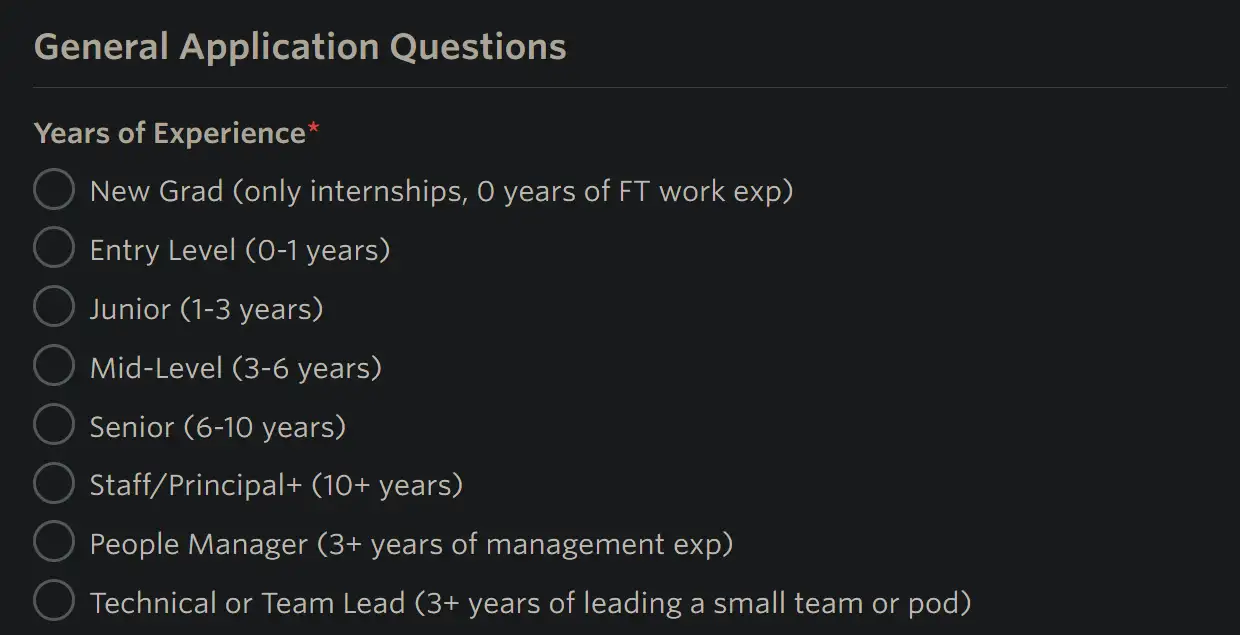 General Application Questions
Years of Experience*
New Grad (only internships, 0 years of FT work exp)
Entry Level (0-1 years)
Junior (1-3 years)
Mid-Level (3-6 years)
Senior (6-10 years)
Staff/Principal+ (10+ years)
People Manager (3+ years of management exp)
Technical or Team Lead (3+ years of leading a small team or pod)